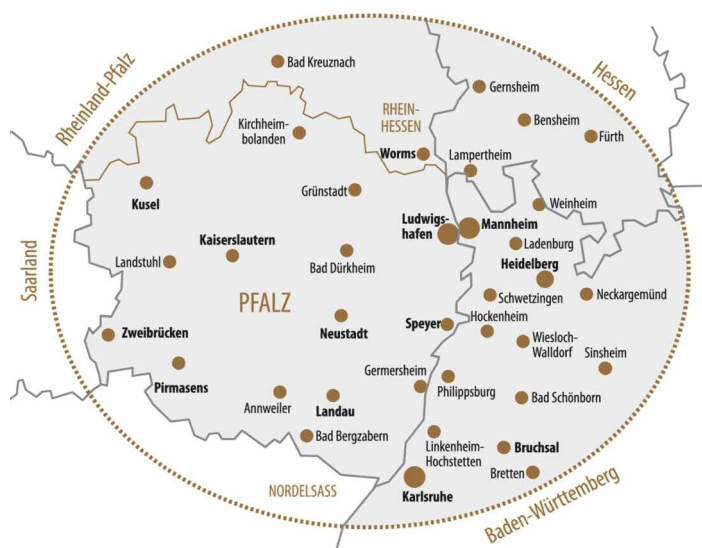 Rheinland-Pfalz
Hessen
Saarland
Baden-Württemberg
Bad Kreuznach
Gernsheim
RHEIN-
HESSEN
Bensheim
Fürth
Kirchheim-
bolanden
Worms
Lampertheim
Kusel
Grünstadt
Weinheim
Ludwigs-
hafen
Mannheim
Kaiserslautern
Ladenburg
Landstuhl
Bad Dürkheim
Heidelberg
PFALZ
Schwetzingen
Neckargemünd
Zweibrücken
Neustadt
Speyer
Hockenheim
Wiesloch-
Walldorf
Sinsheim
Pirmasens
Germersheim
Philippsburg
Annweiler
Landau
Bad Schönborn
Bad Bergzabern
Linkenheim-
Hochstetten
Bruchsal
Bretten
NORDELSASS
Karlsruhe